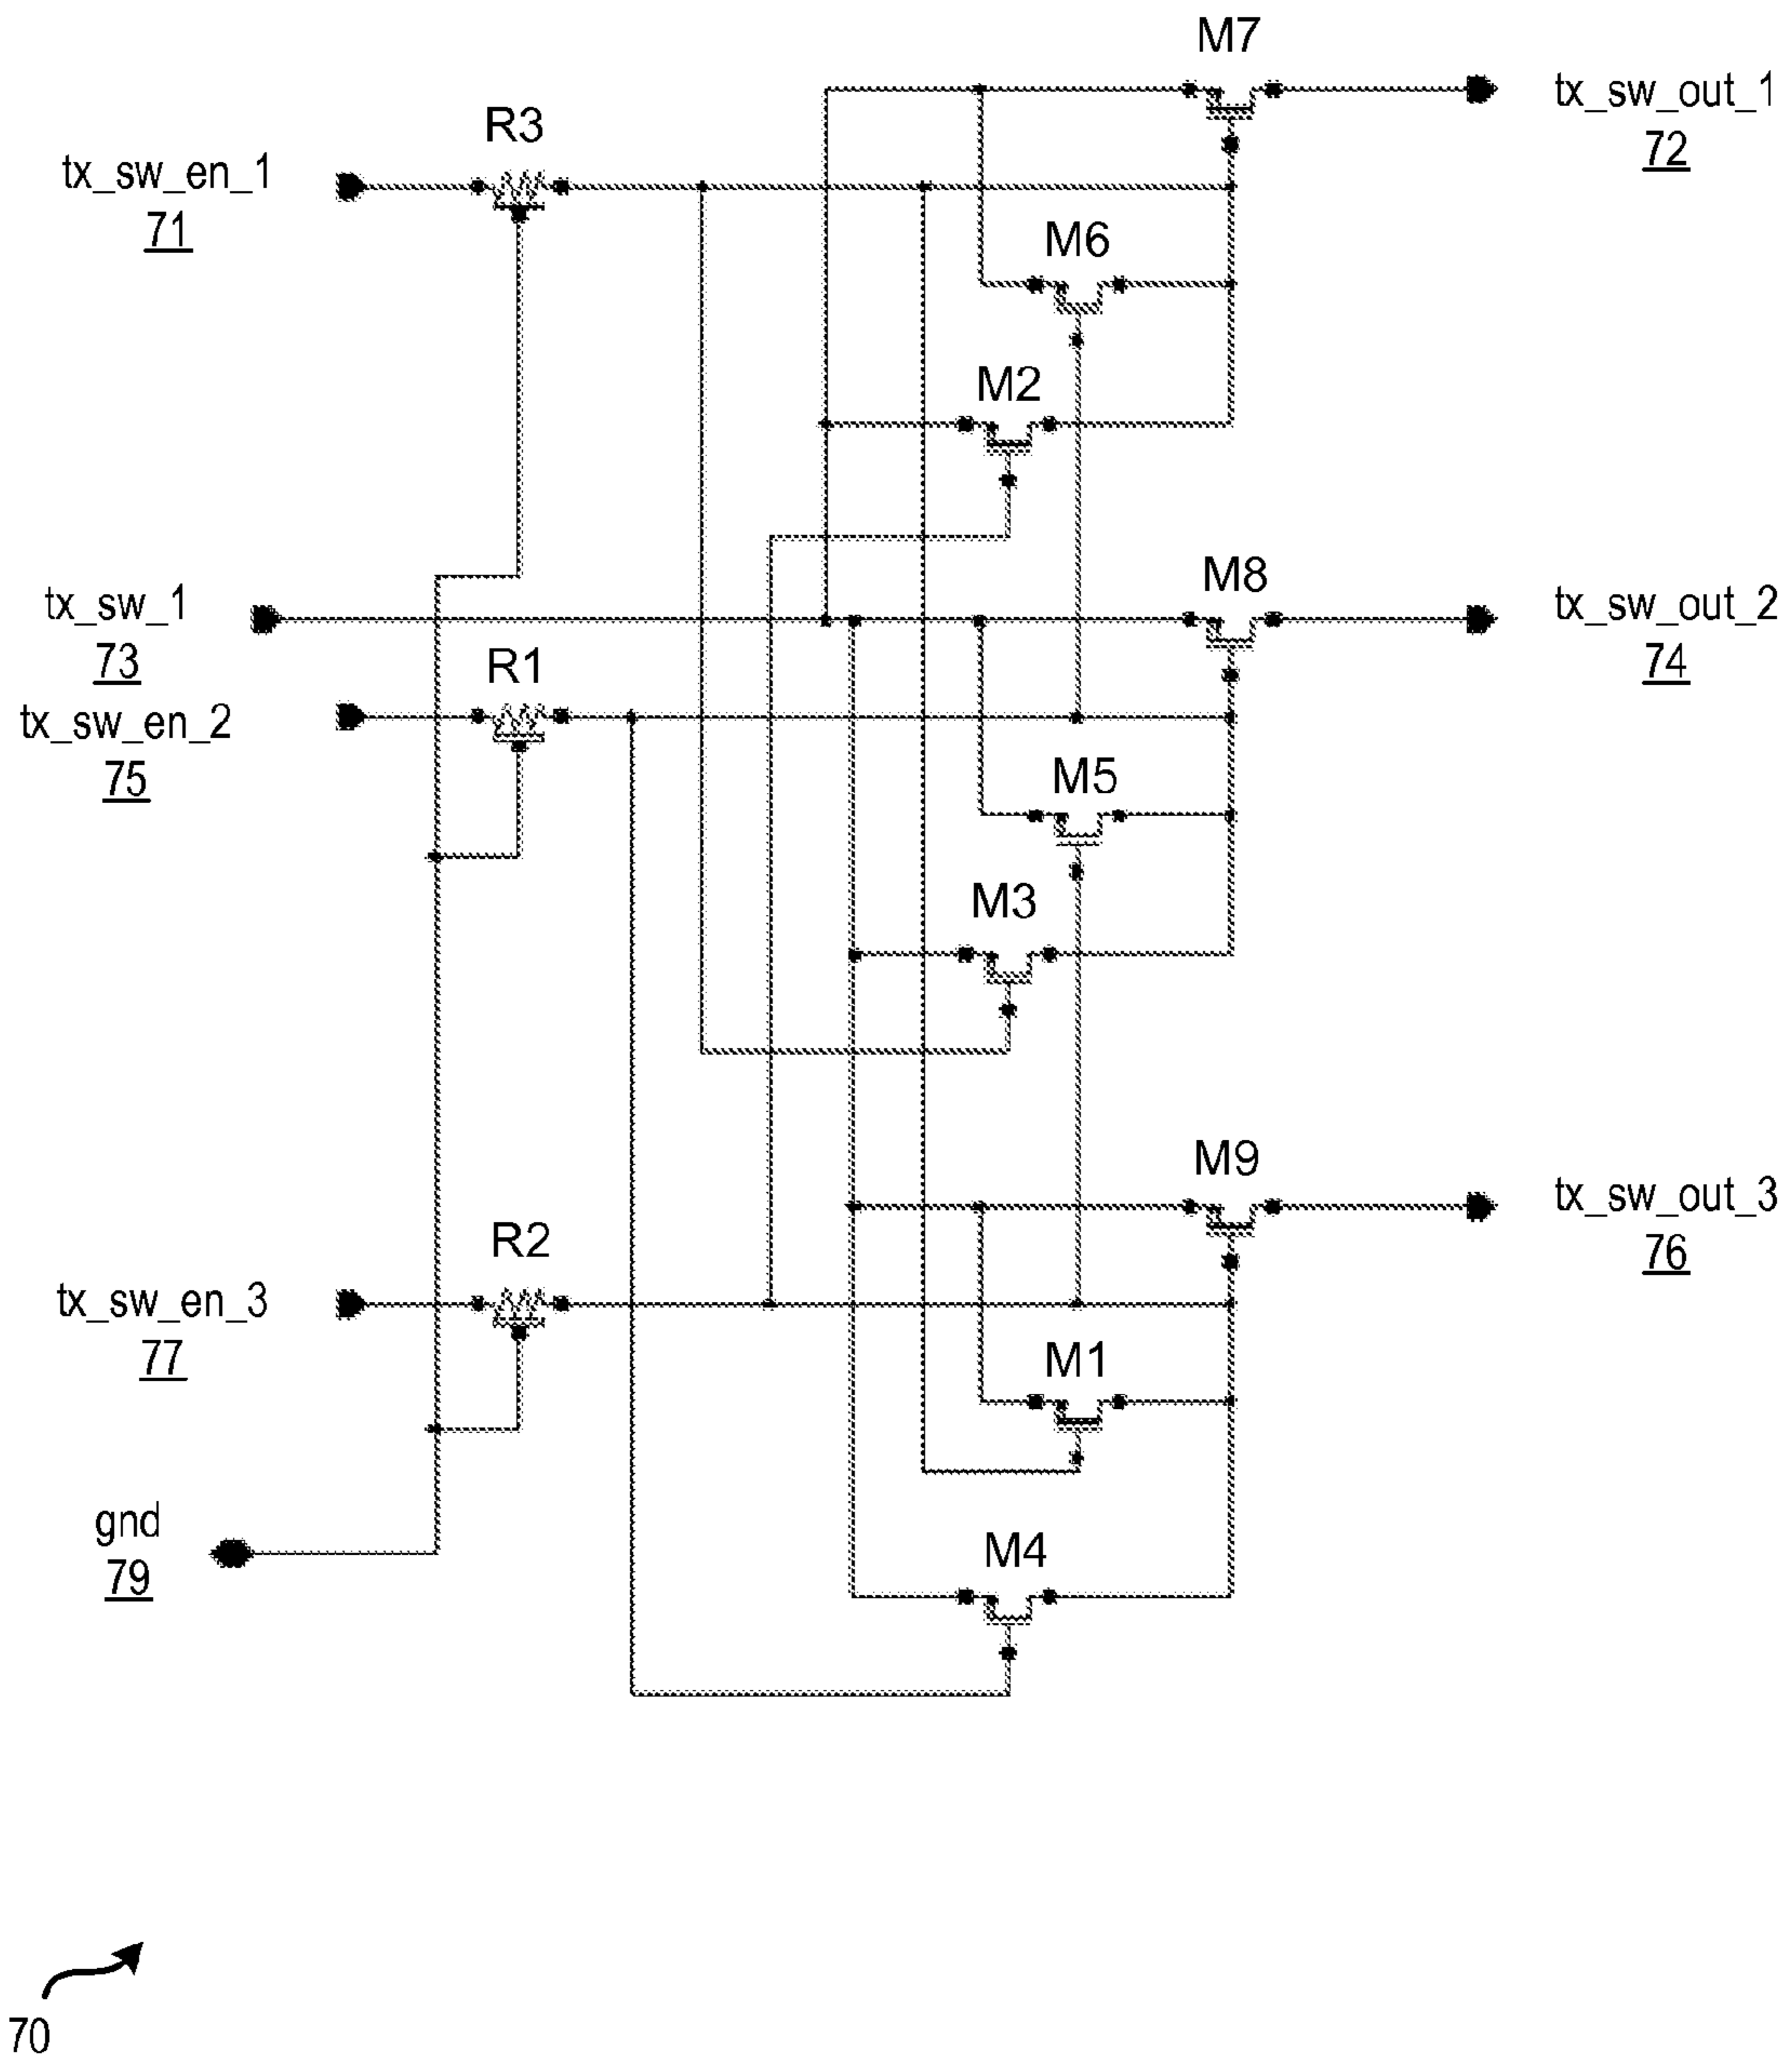 M7
tx_sw_out_1
72
R3
tx_sw_en_1
71
M6
M2
M8
tx_sw_1
73
tx_sw_out_2
74
R1
tx_sw_en_2
75
M5
M3
M9
tx_sw_out_3
76
R2
tx_sw_en_3
77
M1
gnd
79
M4
70